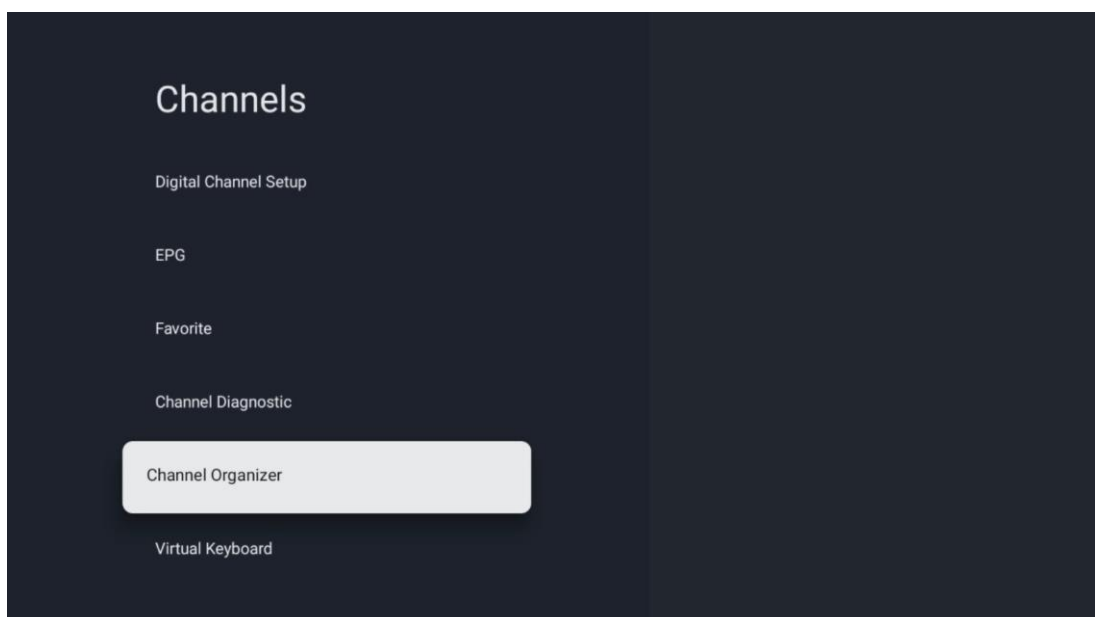 Channels
Digital Channel Setup
EPG
Favorite
Channel Diagnostic
Channel Organizer
Virtual Keyboard